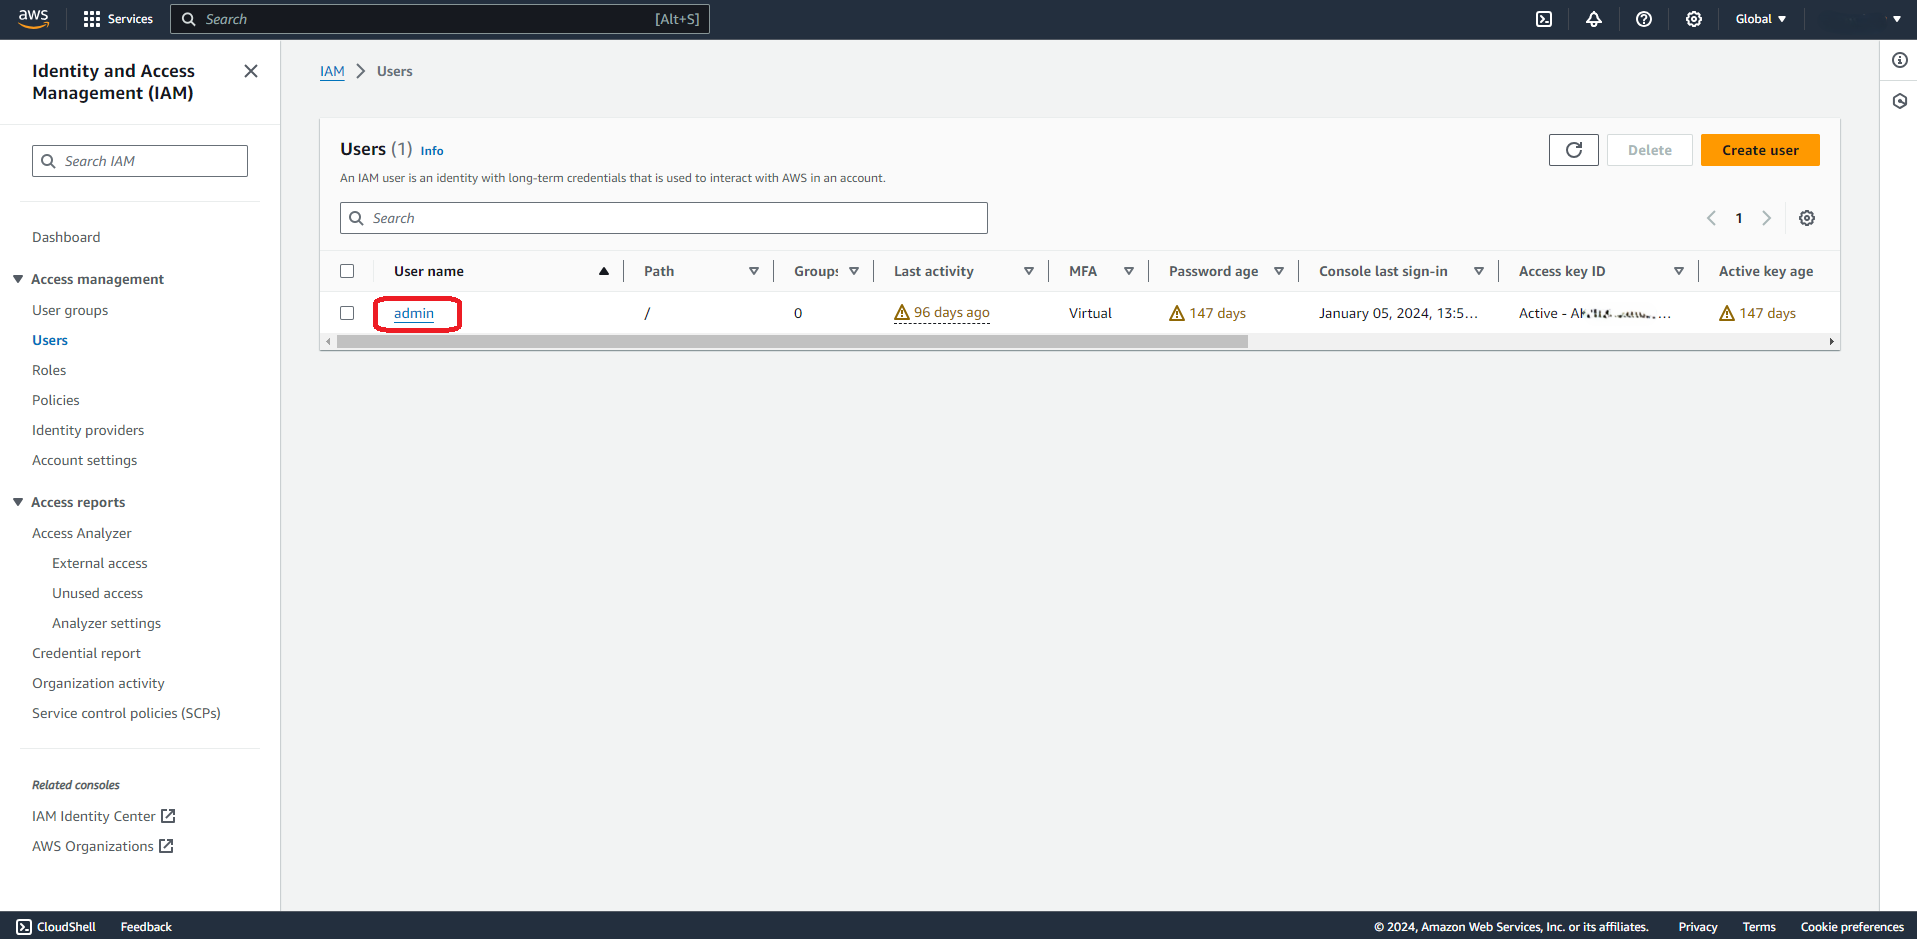 aws Services Search [Alt+S] Global
Identity and Access
Management (IAM)
Search IAM
Dashboard
Access management
User groups
Users
Roles
Policies
Identity providers
Account settings
Access reports
Access Analyzer
External access
Unused access
Analyzer settings
Credential report
Organization activity
Service control policies (SCPs)
Related consoles
IAM Identity Center
AWS Organizations
IAM > Users
Users (1) Info
Delete Create user
An IAM user is an identity with long-term credentials that is used to interact with AWS in an account.
Search
1
User name Path Groups Last activity MFA Password age Console last sign-in Access key ID Active key age
admin / 0 96 days ago Virtual 147 days January 05, 2024, 13:5... Active - ... 147 days
CloudShell Feedback © 2024, Amazon Web Services, Inc. or its affiliates. Privacy Terms Cookie preferences